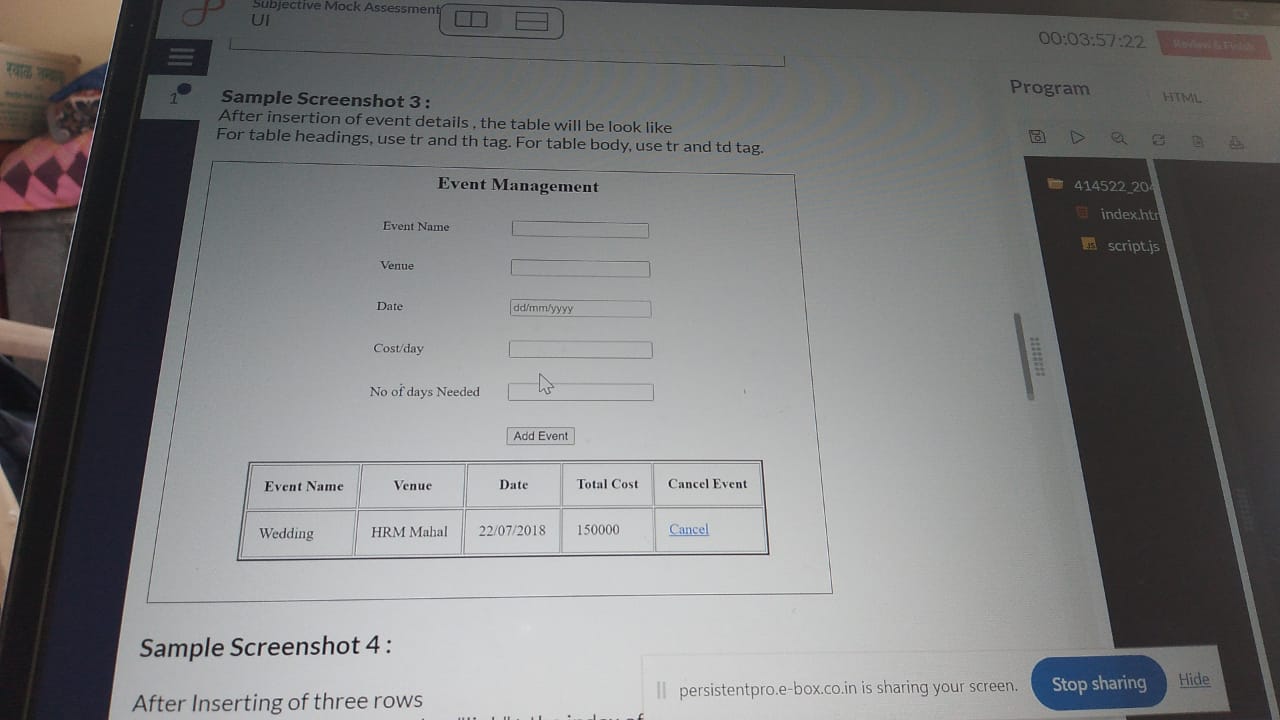 Subjective Mock Assessment
UI
00:03:57:22
Review & Finish
1
Program
HTML
Sample Screenshot 3 :
After insertion of event details , the table will be look like
For table headings, use tr and th tag. For table body, use tr and td tag.
Event Management
Event Name
Venue
Date dd/mm/yyyy
Cost/day
No of days Needed
Add Event
Event Name Venue Date Total Cost Cancel Event
Wedding HRM Mahal 22/07/2018 150000 Cancel
414522_204
index.htm
JS script.js
Sample Screenshot 4 :
After Inserting of three rows
persistentpro.e-box.co.in is sharing your screen.
Stop sharing
Hide